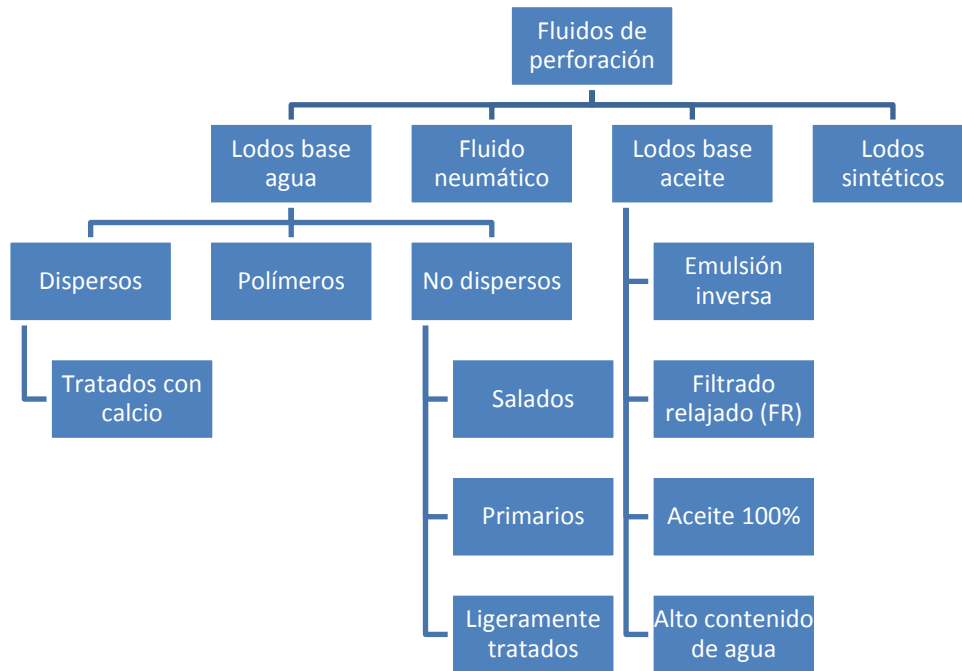 Fluidos de
perforación
Lodos base
agua
Fluido
neumático
Lodos base
aceite
Lodos
sintéticos
Dispersos
Polímeros
No dispersos
Emulsión
inversa
Tratados con
calcio
Salados
Filtrado
relajado (FR)
Primarios
Aceite 100%
Ligeramente
tratados
Alto contenido
de agua